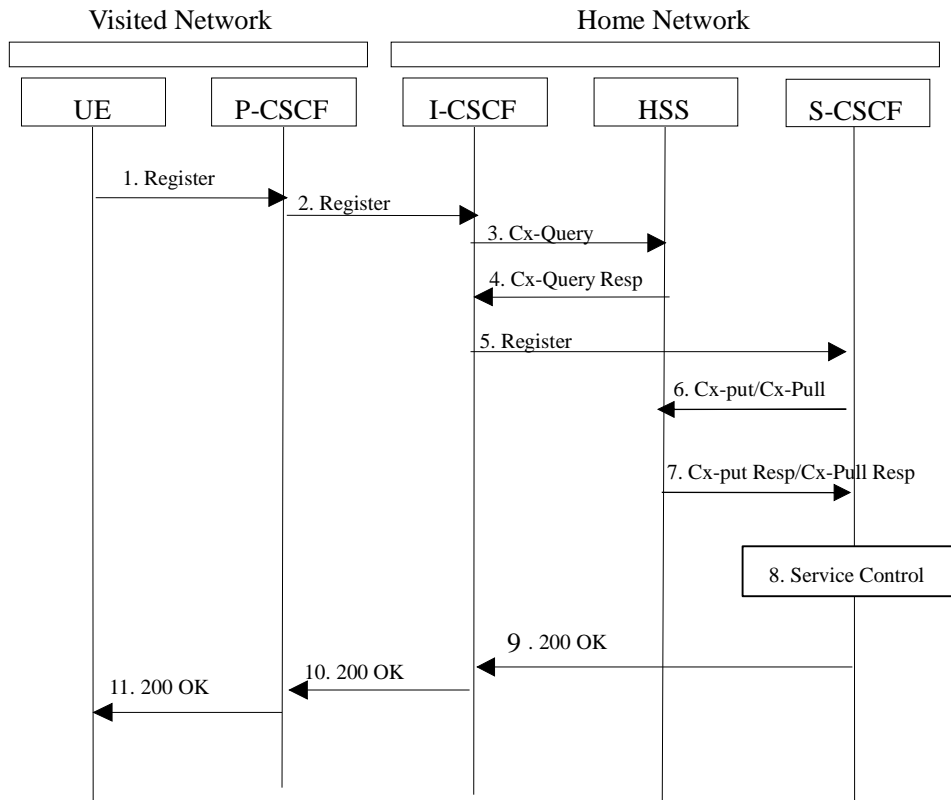 Visited Network
Home Network
UE
P-CSCF
I-CSCF
HSS
S-CSCF
1. Register
2. Register
3. Cx-Query
4. Cx-Query Resp
5. Register
6. Cx-put/Cx-Pull
7. Cx-put Resp/Cx-Pull Resp
8. Service Control
9 . 200 OK
10. 200 OK
11. 200 OK